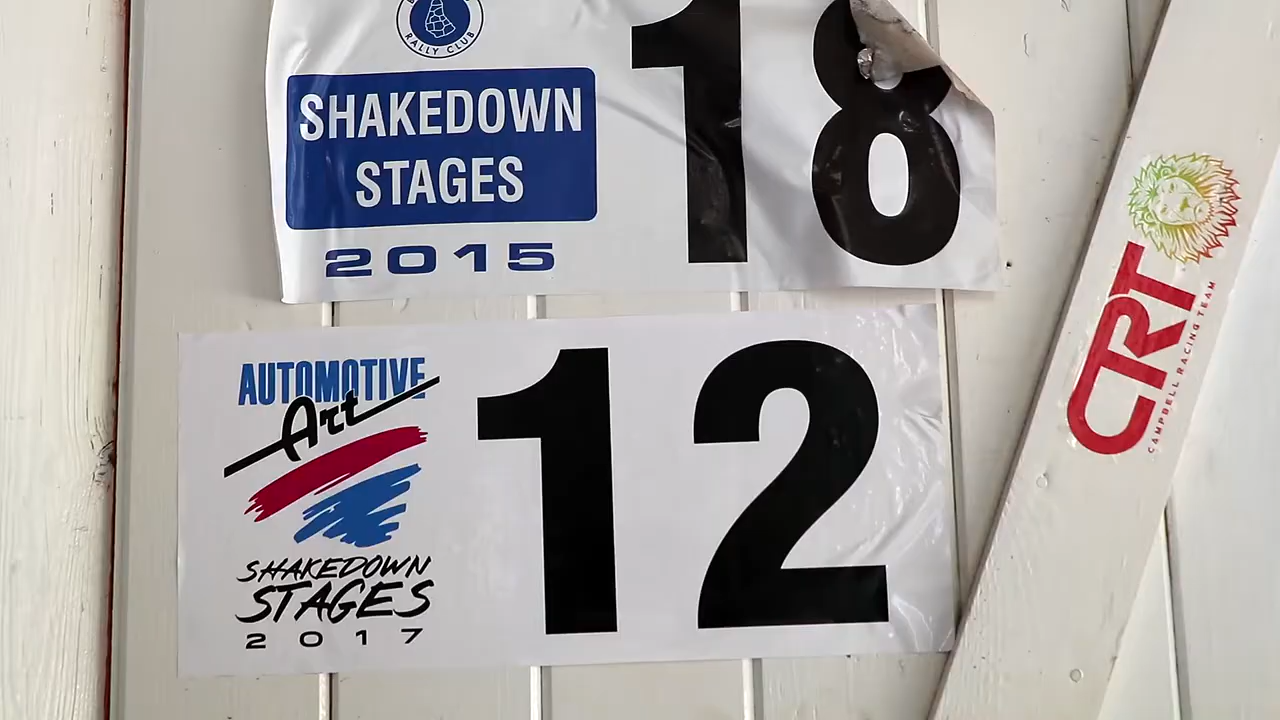 RALLY CLUB
SHAKEDOWN
STAGES
2015
18
AUTOMOTIVE
Art
SHAKEDOWN
STAGES
2017
12
CRT
CAMPBELL RACING TEAM